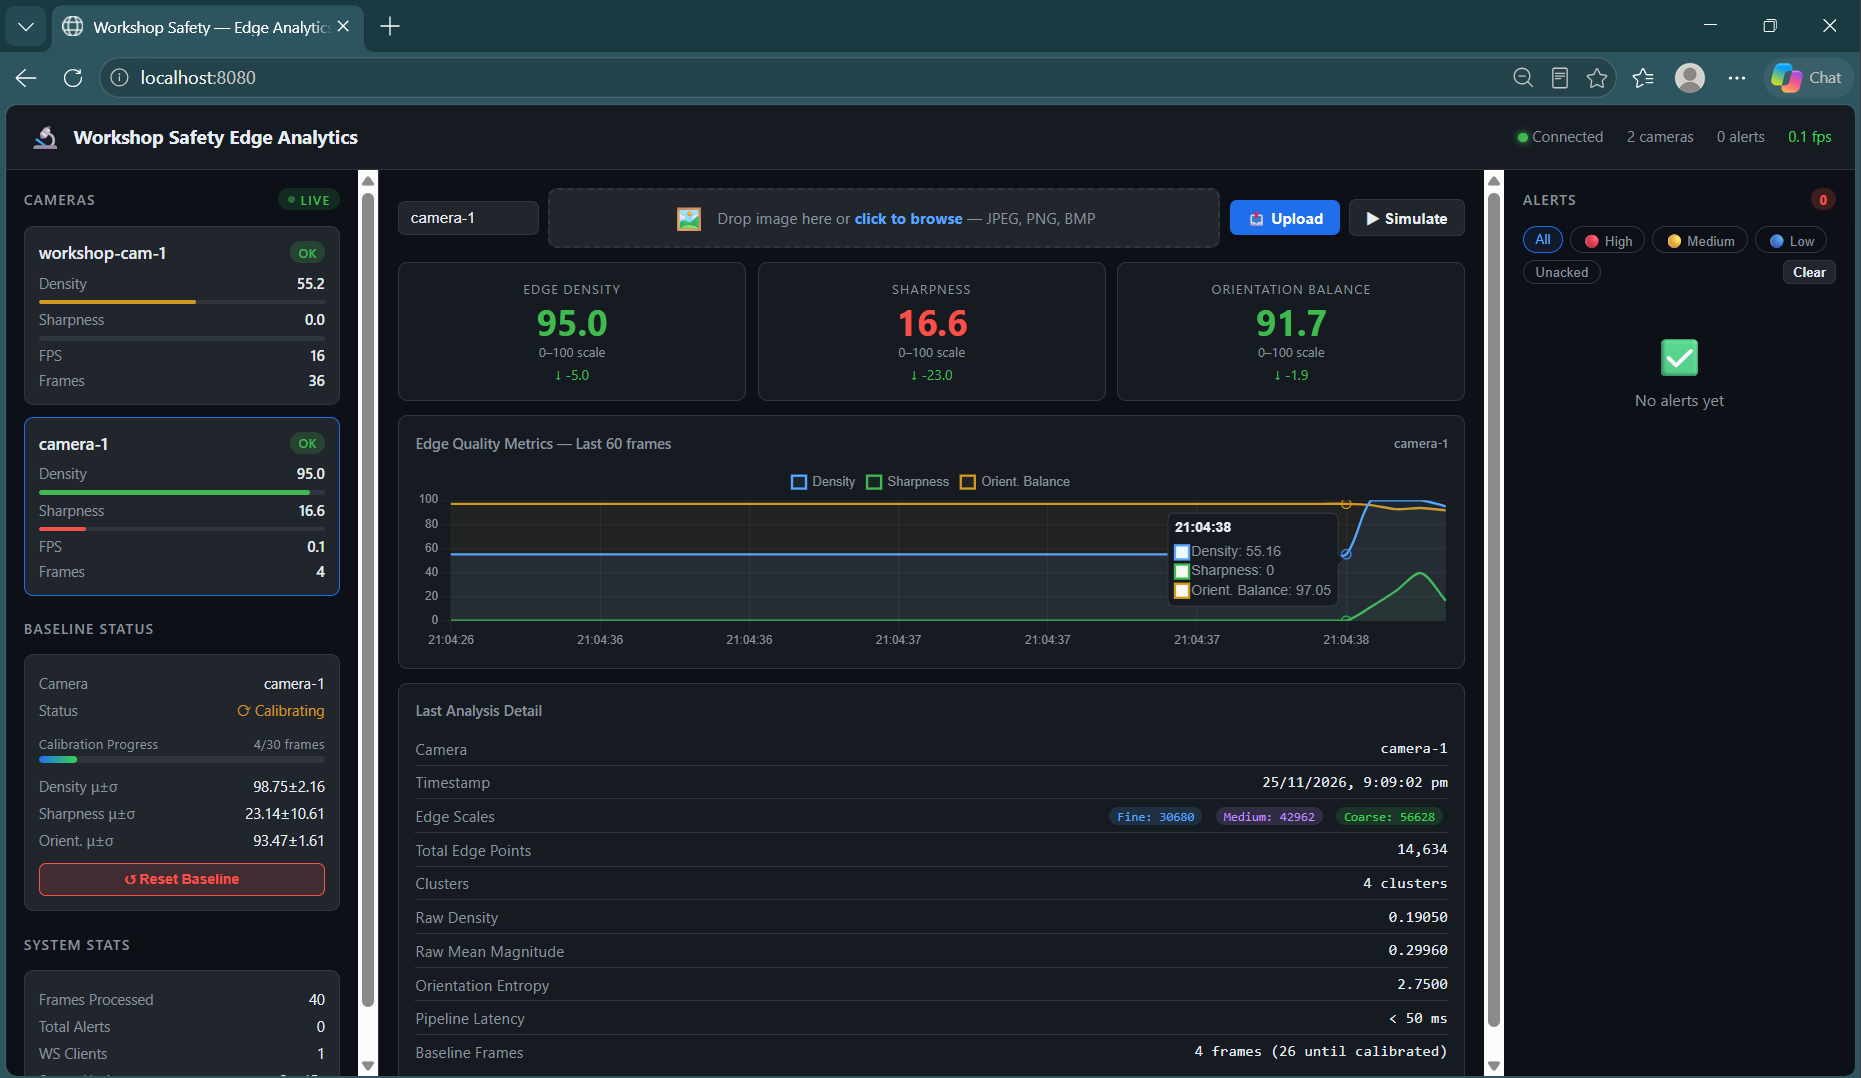 Workshop Safety — Edge Analytic
localhost:8080
Chat
Workshop Safety Edge Analytics
Connected
2 cameras
0 alerts
0.1 fps
CAMERAS
LIVE
workshop-cam-1
OK
Density 55.2
Sharpness 0.0
FPS 16
Frames 36
camera-1
OK
Density 95.0
Sharpness 16.6
FPS 0.1
Frames 4
BASELINE STATUS
Camera camera-1
Status ⟳ Calibrating
Calibration Progress 4/30 frames
Density μ±σ 98.75±2.16
Sharpness μ±σ 23.14±10.61
Orient. μ±σ 93.47±1.61
↺ Reset Baseline
SYSTEM STATS
Frames Processed 40
Total Alerts 0
WS Clients 1
camera-1
Drop image here or click to browse — JPEG, PNG, BMP
Upload
▶ Simulate
EDGE DENSITY
95.0
0–100 scale
↓ -5.0
SHARPNESS
16.6
0–100 scale
↓ -23.0
ORIENTATION BALANCE
91.7
0–100 scale
↓ -1.9
Edge Quality Metrics — Last 60 frames
camera-1
Density Sharpness Orient. Balance
100
80
60
40
20
0
21:04:38
Density: 55.16
Sharpness: 0
Orient. Balance: 97.05
21:04:26 21:04:36 21:04:36 21:04:37 21:04:37 21:04:37 21:04:38
Last Analysis Detail
Camera camera-1
Timestamp 25/11/2026, 9:09:02 pm
Edge Scales Fine: 30680 Medium: 42962 Coarse: 56628
Total Edge Points 14,634
Clusters 4 clusters
Raw Density 0.19050
Raw Mean Magnitude 0.29960
Orientation Entropy 2.7500
Pipeline Latency < 50 ms
Baseline Frames 4 frames (26 until calibrated)
ALERTS
0
All High Medium Low
Unacked
Clear
No alerts yet